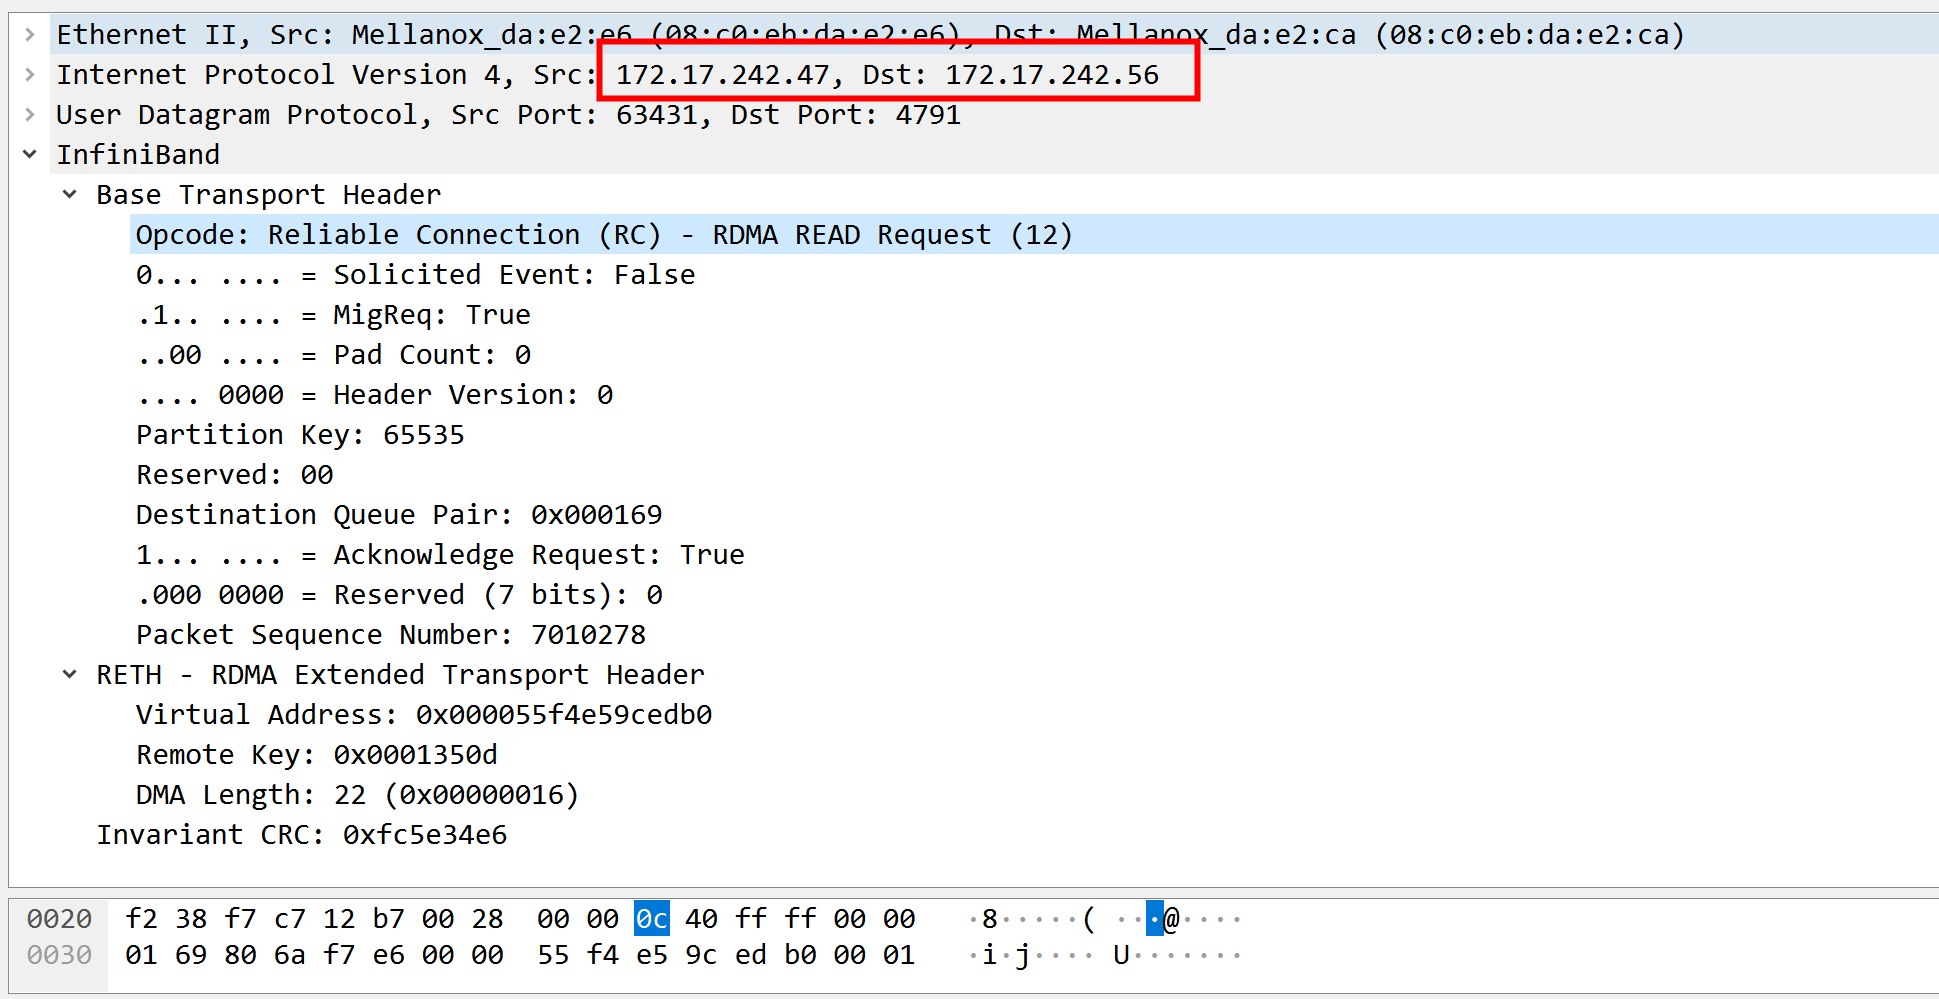 Ethernet II, Src: Mellanox_da:e2:e6 (08:c0:eb:da:e2:e6), Dst: Mellanox_da:e2:ca (08:c0:eb:da:e2:ca)
Internet Protocol Version 4, Src: 172.17.242.47, Dst: 172.17.242.56
User Datagram Protocol, Src Port: 63431, Dst Port: 4791
InfiniBand
Base Transport Header
Opcode: Reliable Connection (RC) - RDMA READ Request (12)
0... .... = Solicited Event: False
.1.. .... = MigReq: True
..00 .... = Pad Count: 0
.... 0000 = Header Version: 0
Partition Key: 65535
Reserved: 00
Destination Queue Pair: 0x000169
1... .... = Acknowledge Request: True
.000 0000 = Reserved (7 bits): 0
Packet Sequence Number: 7010278
RETH - RDMA Extended Transport Header
Virtual Address: 0x000055f4e59cedb0
Remote Key: 0x0001350d
DMA Length: 22 (0x00000016)
Invariant CRC: 0xfc5e34e6
0020 f2 38 f7 c7 12 b7 00 28 00 00 0c 40 ff ff 00 00 ·8·····( ···@····
0030 01 69 80 6a f7 e6 00 00 55 f4 e5 9c ed b0 00 01 ·i·j···· U·······